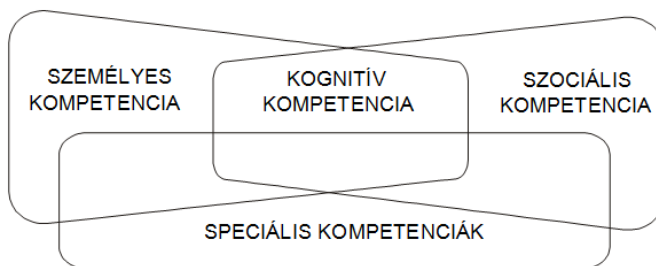 SZEMÉLYES
KOMPETENCIA
KOGNITÍV
KOMPETENCIA
SZOCIÁLIS
KOMPETENCIA
SPECIÁLIS KOMPETENCIÁK